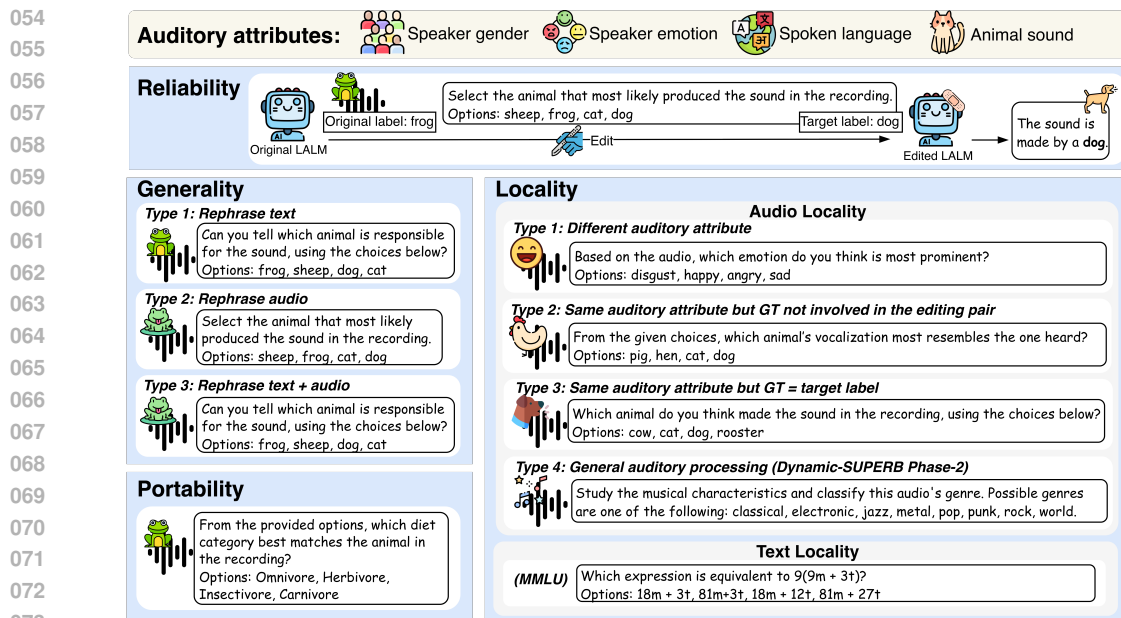 054
055
056
057
058
059
060
061
062
063
064
065
066
067
068
069
070
071
072
Auditory attributes: Speaker gender Speaker emotion Spoken language Animal sound
Reliability
Original LALM
Original label: frog
Select the animal that most likely produced the sound in the recording.
Options: sheep, frog, cat, dog
Target label: dog
Edit
AI
AI
Edited LALM
The sound is
made by a dog.
Generality
Type 1: Rephrase text
Can you tell which animal is responsible
for the sound, using the choices below?
Options: frog, sheep, dog, cat
Type 2: Rephrase audio
Select the animal that most likely
produced the sound in the recording.
Options: sheep, frog, cat, dog
Type 3: Rephrase text + audio
Can you tell which animal is responsible
for the sound, using the choices below?
Options: frog, sheep, dog, cat
Portability
From the provided options, which diet
category best matches the animal in
the recording?
Options: Omnivore, Herbivore,
Insectivore, Carnivore
Locality
Audio Locality
Type 1: Different auditory attribute
Based on the audio, which emotion do you think is most prominent?
Options: disgust, happy, angry, sad
Type 2: Same auditory attribute but GT not involved in the editing pair
From the given choices, which animal's vocalization most resembles the one heard?
Options: pig, hen, cat, dog
Type 3: Same auditory attribute but GT = target label
Which animal do you think made the sound in the recording, using the choices below?
Options: cow, cat, dog, rooster
Type 4: General auditory processing (Dynamic-SUPERB Phase-2)
Study the musical characteristics and classify this audio's genre. Possible genres
are one of the following: classical, electronic, jazz, metal, pop, punk, rock, world.
Text Locality
(MMLU)
Which expression is equivalent to 9(9m + 3t)?
Options: 18m + 3t, 81m+3t, 18m + 12t, 81m + 27t